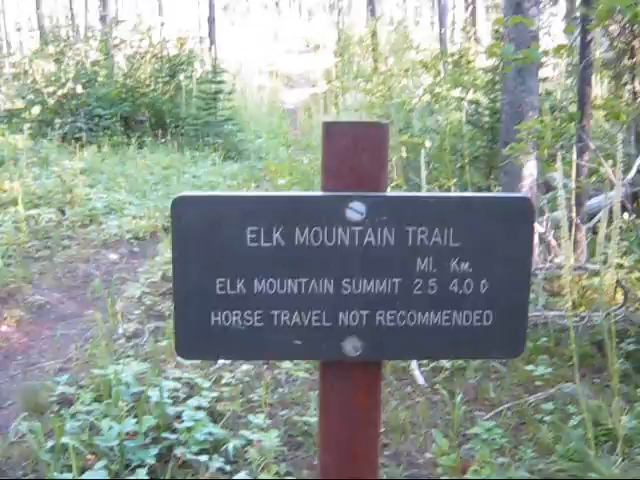 ELK MOUNTAIN TRAIL
MI. KM.
ELK MOUNTAIN SUMMIT 2.5 4.0
HORSE TRAVEL NOT RECOMMENDED